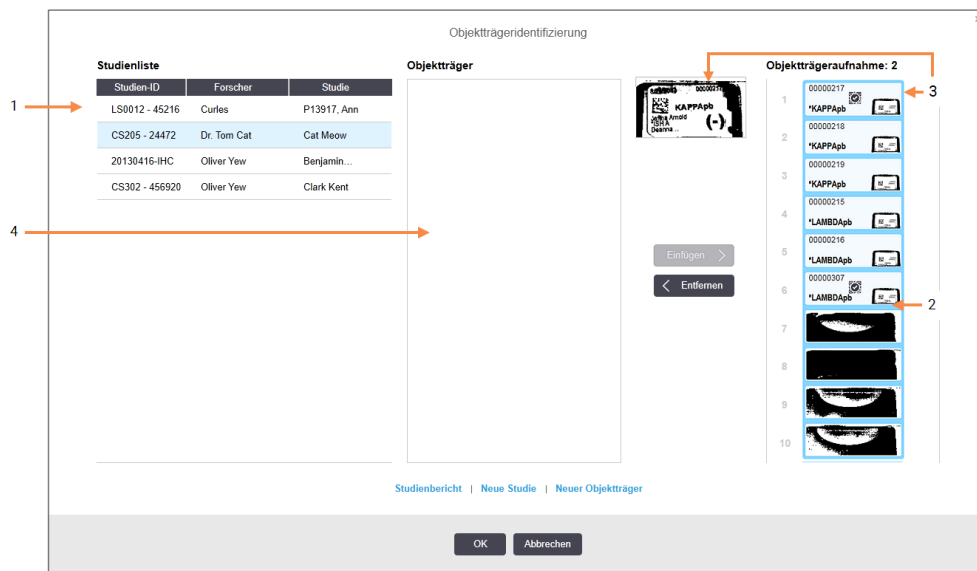 Objektträgeridentifizierung
Studienliste
Studien-ID Forscher Studie
LS0012 - 45216 Curles P13917, Ann
CS205 - 24472 Dr. Tom Cat Cat Meow
20130416-IHC Oliver Yew Benjamin...
CS302 - 456920 Oliver Yew Clark Kent
1
4
Objektträger
KAPPApb
Arnold
Deanna ...
(-)
Einfügen
Entfernen
Objektträgeraufnahme: 2
3
2
1
00000217
*KAPPApb
2
00000218
*KAPPApb
3
00000219
*KAPPApb
4
00000215
*LAMBDApb
5
00000216
*LAMBDApb
6
00000307
*LAMBDApb
7
8
9
10
Studienbericht | Neue Studie | Neuer Objektträger
OK Abbrechen